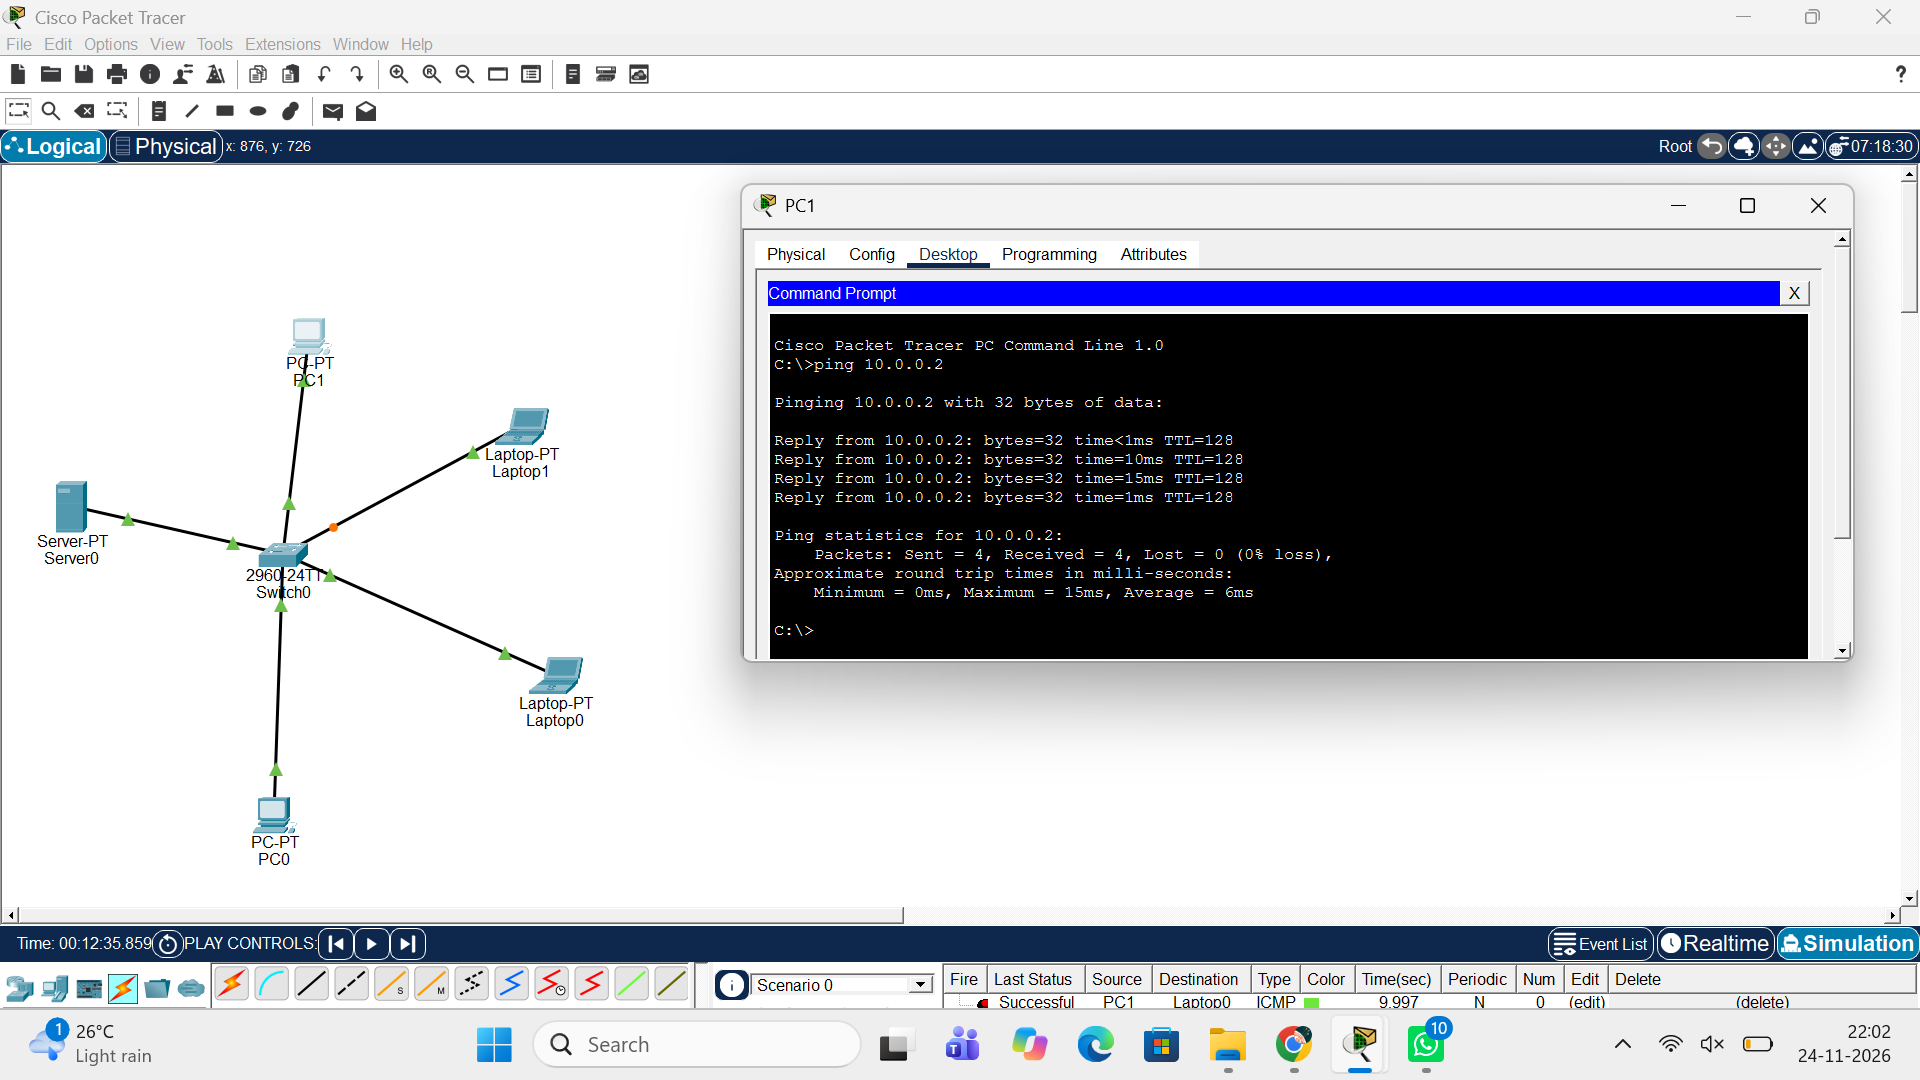 Cisco Packet Tracer
File Edit Options View Tools Extensions Window Help
?
Logical Physical x: 876, y: 726
Root 07:18:30
PC1
Physical Config Desktop Programming Attributes
Command Prompt X
Cisco Packet Tracer PC Command Line 1.0
C:\>ping 10.0.0.2
Pinging 10.0.0.2 with 32 bytes of data:
Reply from 10.0.0.2: bytes=32 time<1ms TTL=128
Reply from 10.0.0.2: bytes=32 time=10ms TTL=128
Reply from 10.0.0.2: bytes=32 time=15ms TTL=128
Reply from 10.0.0.2: bytes=32 time=1ms TTL=128
Ping statistics for 10.0.0.2:
Packets: Sent = 4, Received = 4, Lost = 0 (0% loss),
Approximate round trip times in milli-seconds:
Minimum = 0ms, Maximum = 15ms, Average = 6ms
C:\>
PC-PT
PC1
Laptop-PT
Laptop1
Server-PT
Server0
2960-24TT
Switch0
Laptop-PT
Laptop0
PC-PT
PC0
Time: 00:12:35.859 PLAY CONTROLS:
Event List Realtime Simulation
S M
Scenario 0
Fire Last Status Source Destination Type Color Time(sec) Periodic Num Edit Delete
Successful PC1 Laptop0 ICMP 9.997 N 0 (edit) (delete)
1
26°C
Light rain
Search
10
22:02
24-11-2026